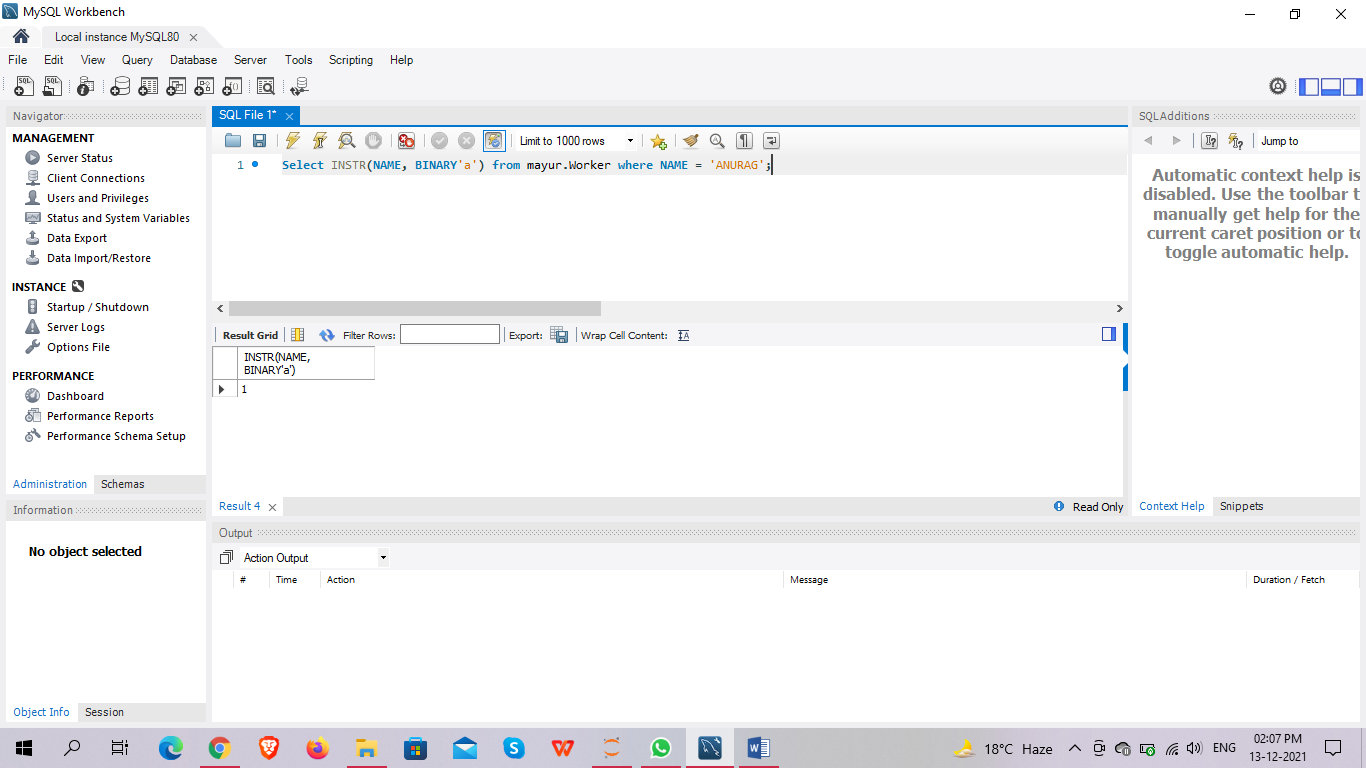 MySQL Workbench
Local instance MySQL80
File Edit View Query Database Server Tools Scripting Help
Navigator
MANAGEMENT
Server Status
Client Connections
Users and Privileges
Status and System Variables
Data Export
Data Import/Restore
INSTANCE
Startup / Shutdown
Server Logs
Options File
PERFORMANCE
Dashboard
Performance Reports
Performance Schema Setup
Administration Schemas
Information
No object selected
Object Info Session
SQL File 1*
Limit to 1000 rows
1 Select INSTR(NAME, BINARY'a') from mayur.Worker where NAME = 'ANURAG';
Result Grid Filter Rows: Export: Wrap Cell Content:
INSTR(NAME,
BINARY'a')
1
Result 4 Read Only
Output
Action Output
# Time Action Message Duration / Fetch
SQLAdditions
Jump to
Automatic context help is
disabled. Use the toolbar t
manually get help for the
current caret position or to
toggle automatic help.
Context Help Snippets
18°C Haze ENG
02:07 PM
13-12-2021